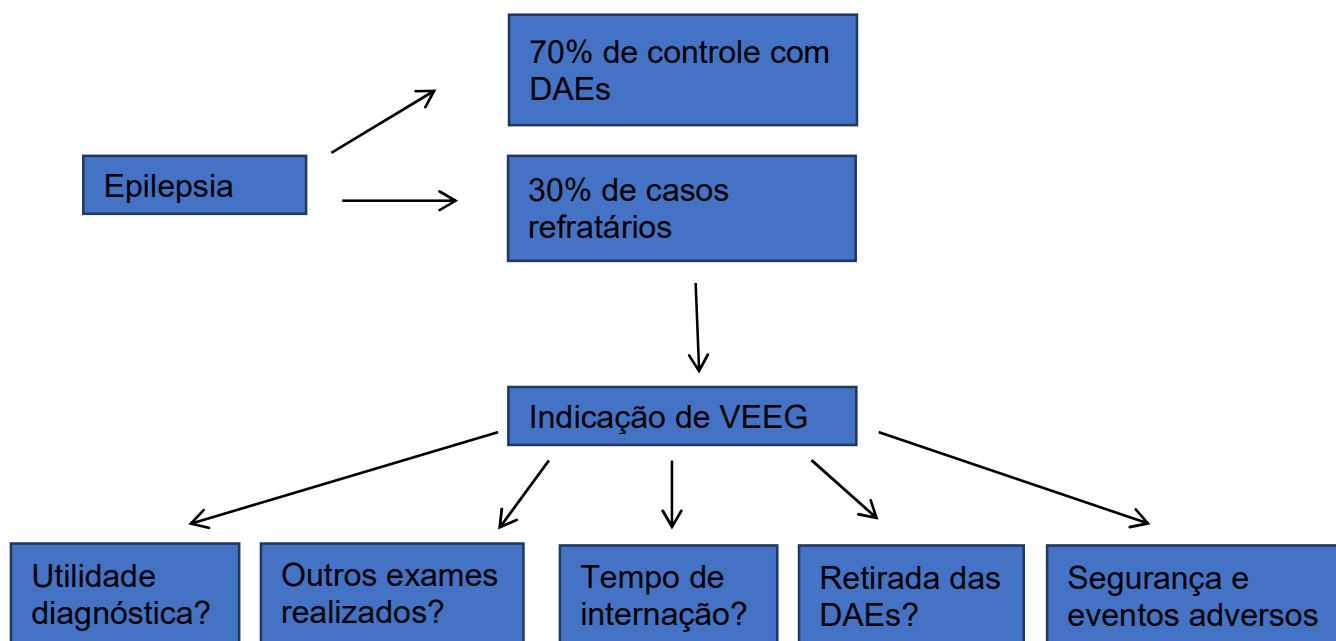 70% de controle com
DAEs
Epilepsia
30% de casos
refratários
Indicação de VEEG
Utilidade
diagnóstica?
Outros exames
realizados?
Tempo de
internação?
Retirada das
DAEs?
Segurança e
eventos adversos